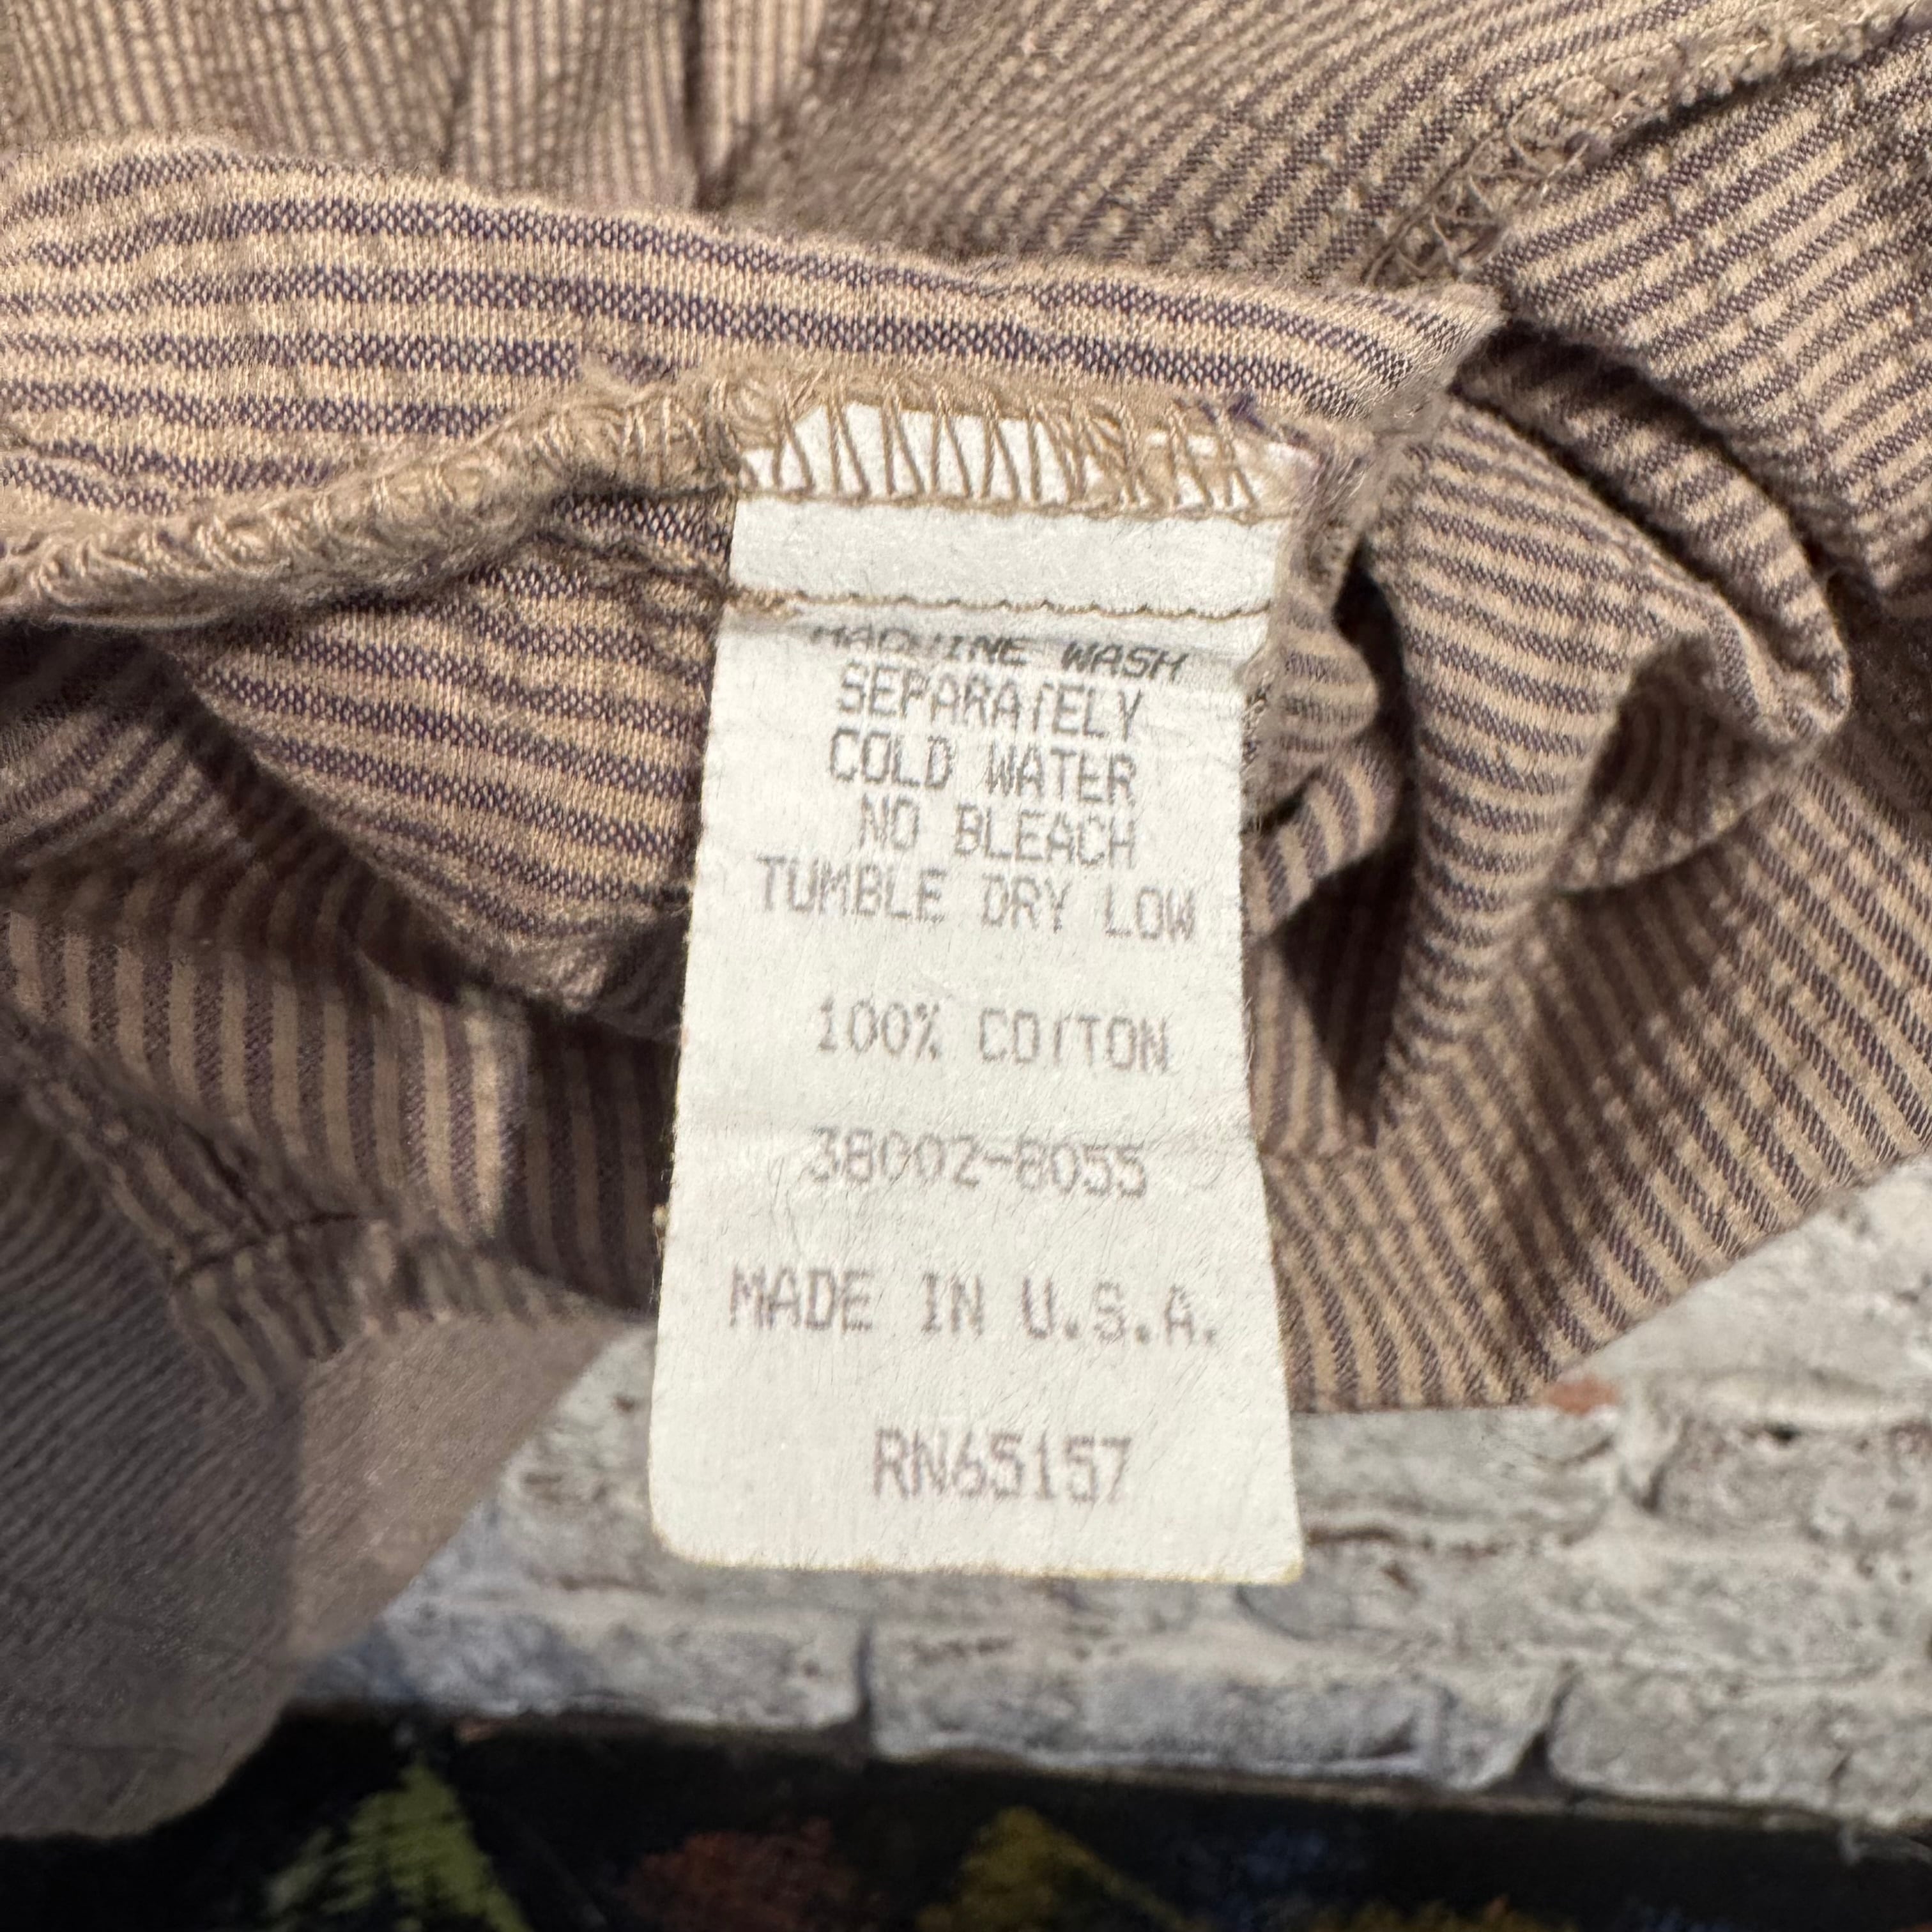 MACHINE WASH
SEPARATELY
COLD WATER
NO BLEACH
TUMBLE DRY LOW
100% COTTON
38002-8055
MADE IN U.S.A.
RN65157